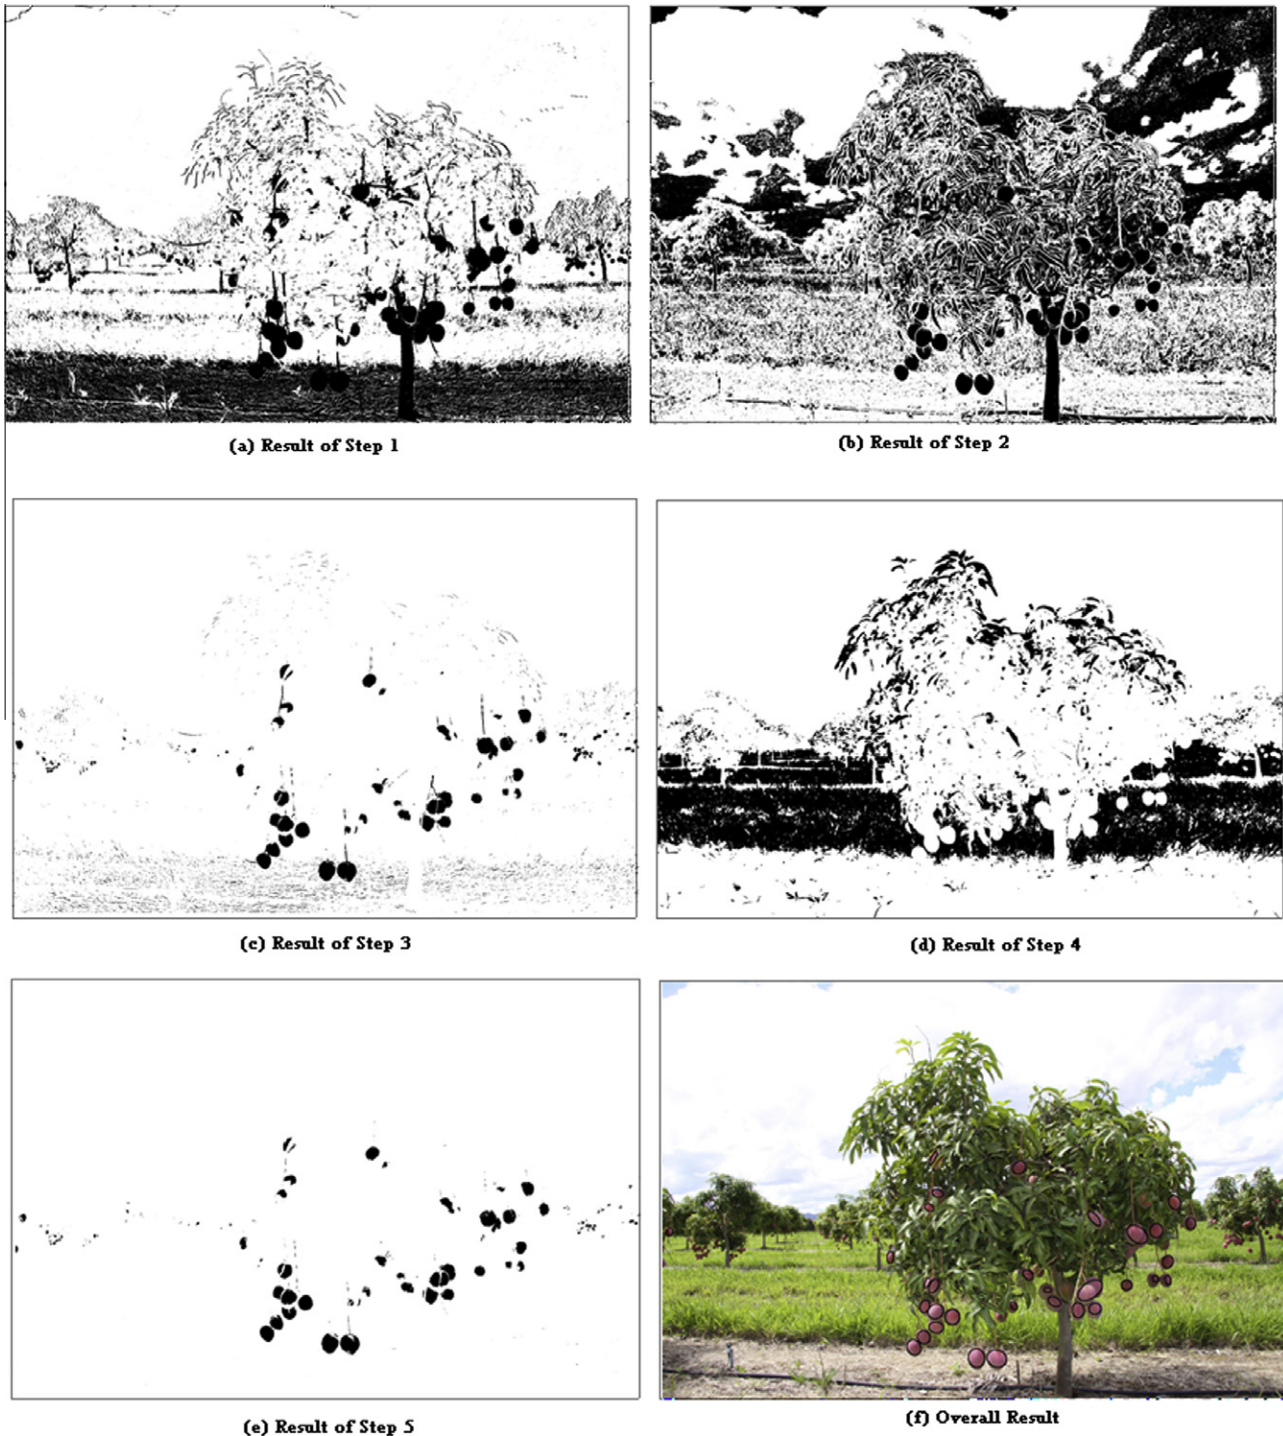 (a) Result of Step 1
(b) Result of Step 2
(c) Result of Step 3
(d) Result of Step 4
(e) Result of Step 5
(f) Overall Result